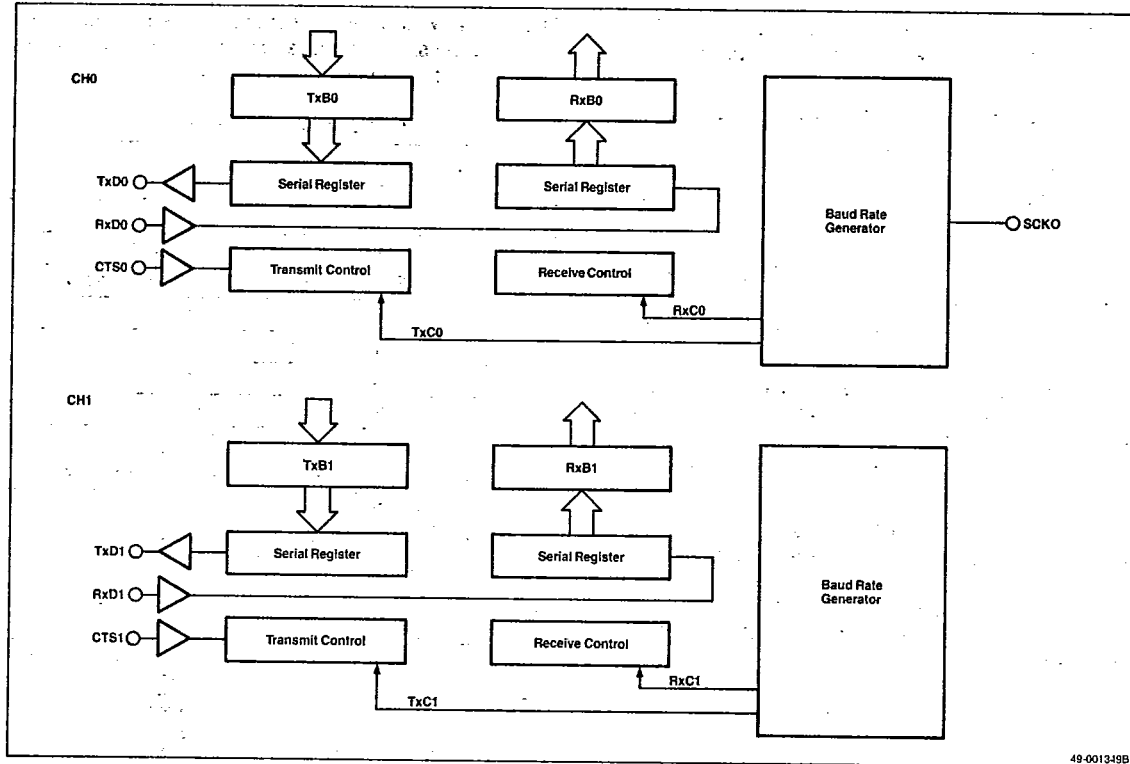 CH0
TxB0
RxB0
TxD0
Serial Register
Serial Register
RxD0
Baud Rate
Generator
SCKO
CTS0
Transmit Control
Receive Control
RxC0
TxC0
CH1
TxB1
RxB1
TxD1
Serial Register
Serial Register
RxD1
Baud Rate
Generator
CTS1
Transmit Control
Receive Control
RxC1
TxC1
49-001349B